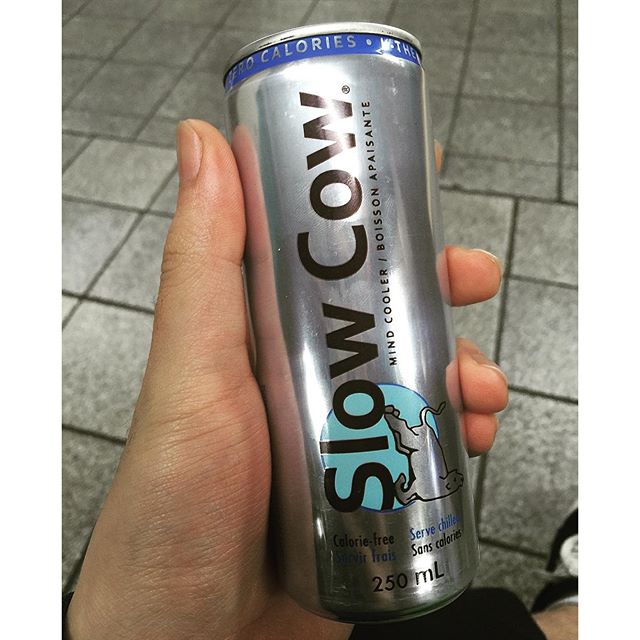 ZERO CALORIES •
Slow Cow®
MIND COOLER / BOISSON APAISANTE
Calorie-free Serve chilled
Servir frais Sans calories
250 mL